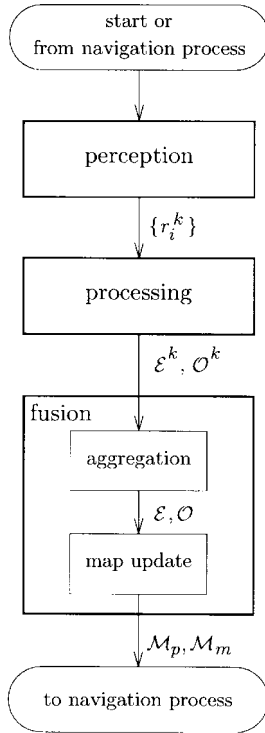 start or
from navigation process
perception
{r_i^k}
processing
ℰ^k, 𝒪^k
fusion
aggregation
ℰ, 𝒪
map update
ℳ_p, ℳ_m
to navigation process